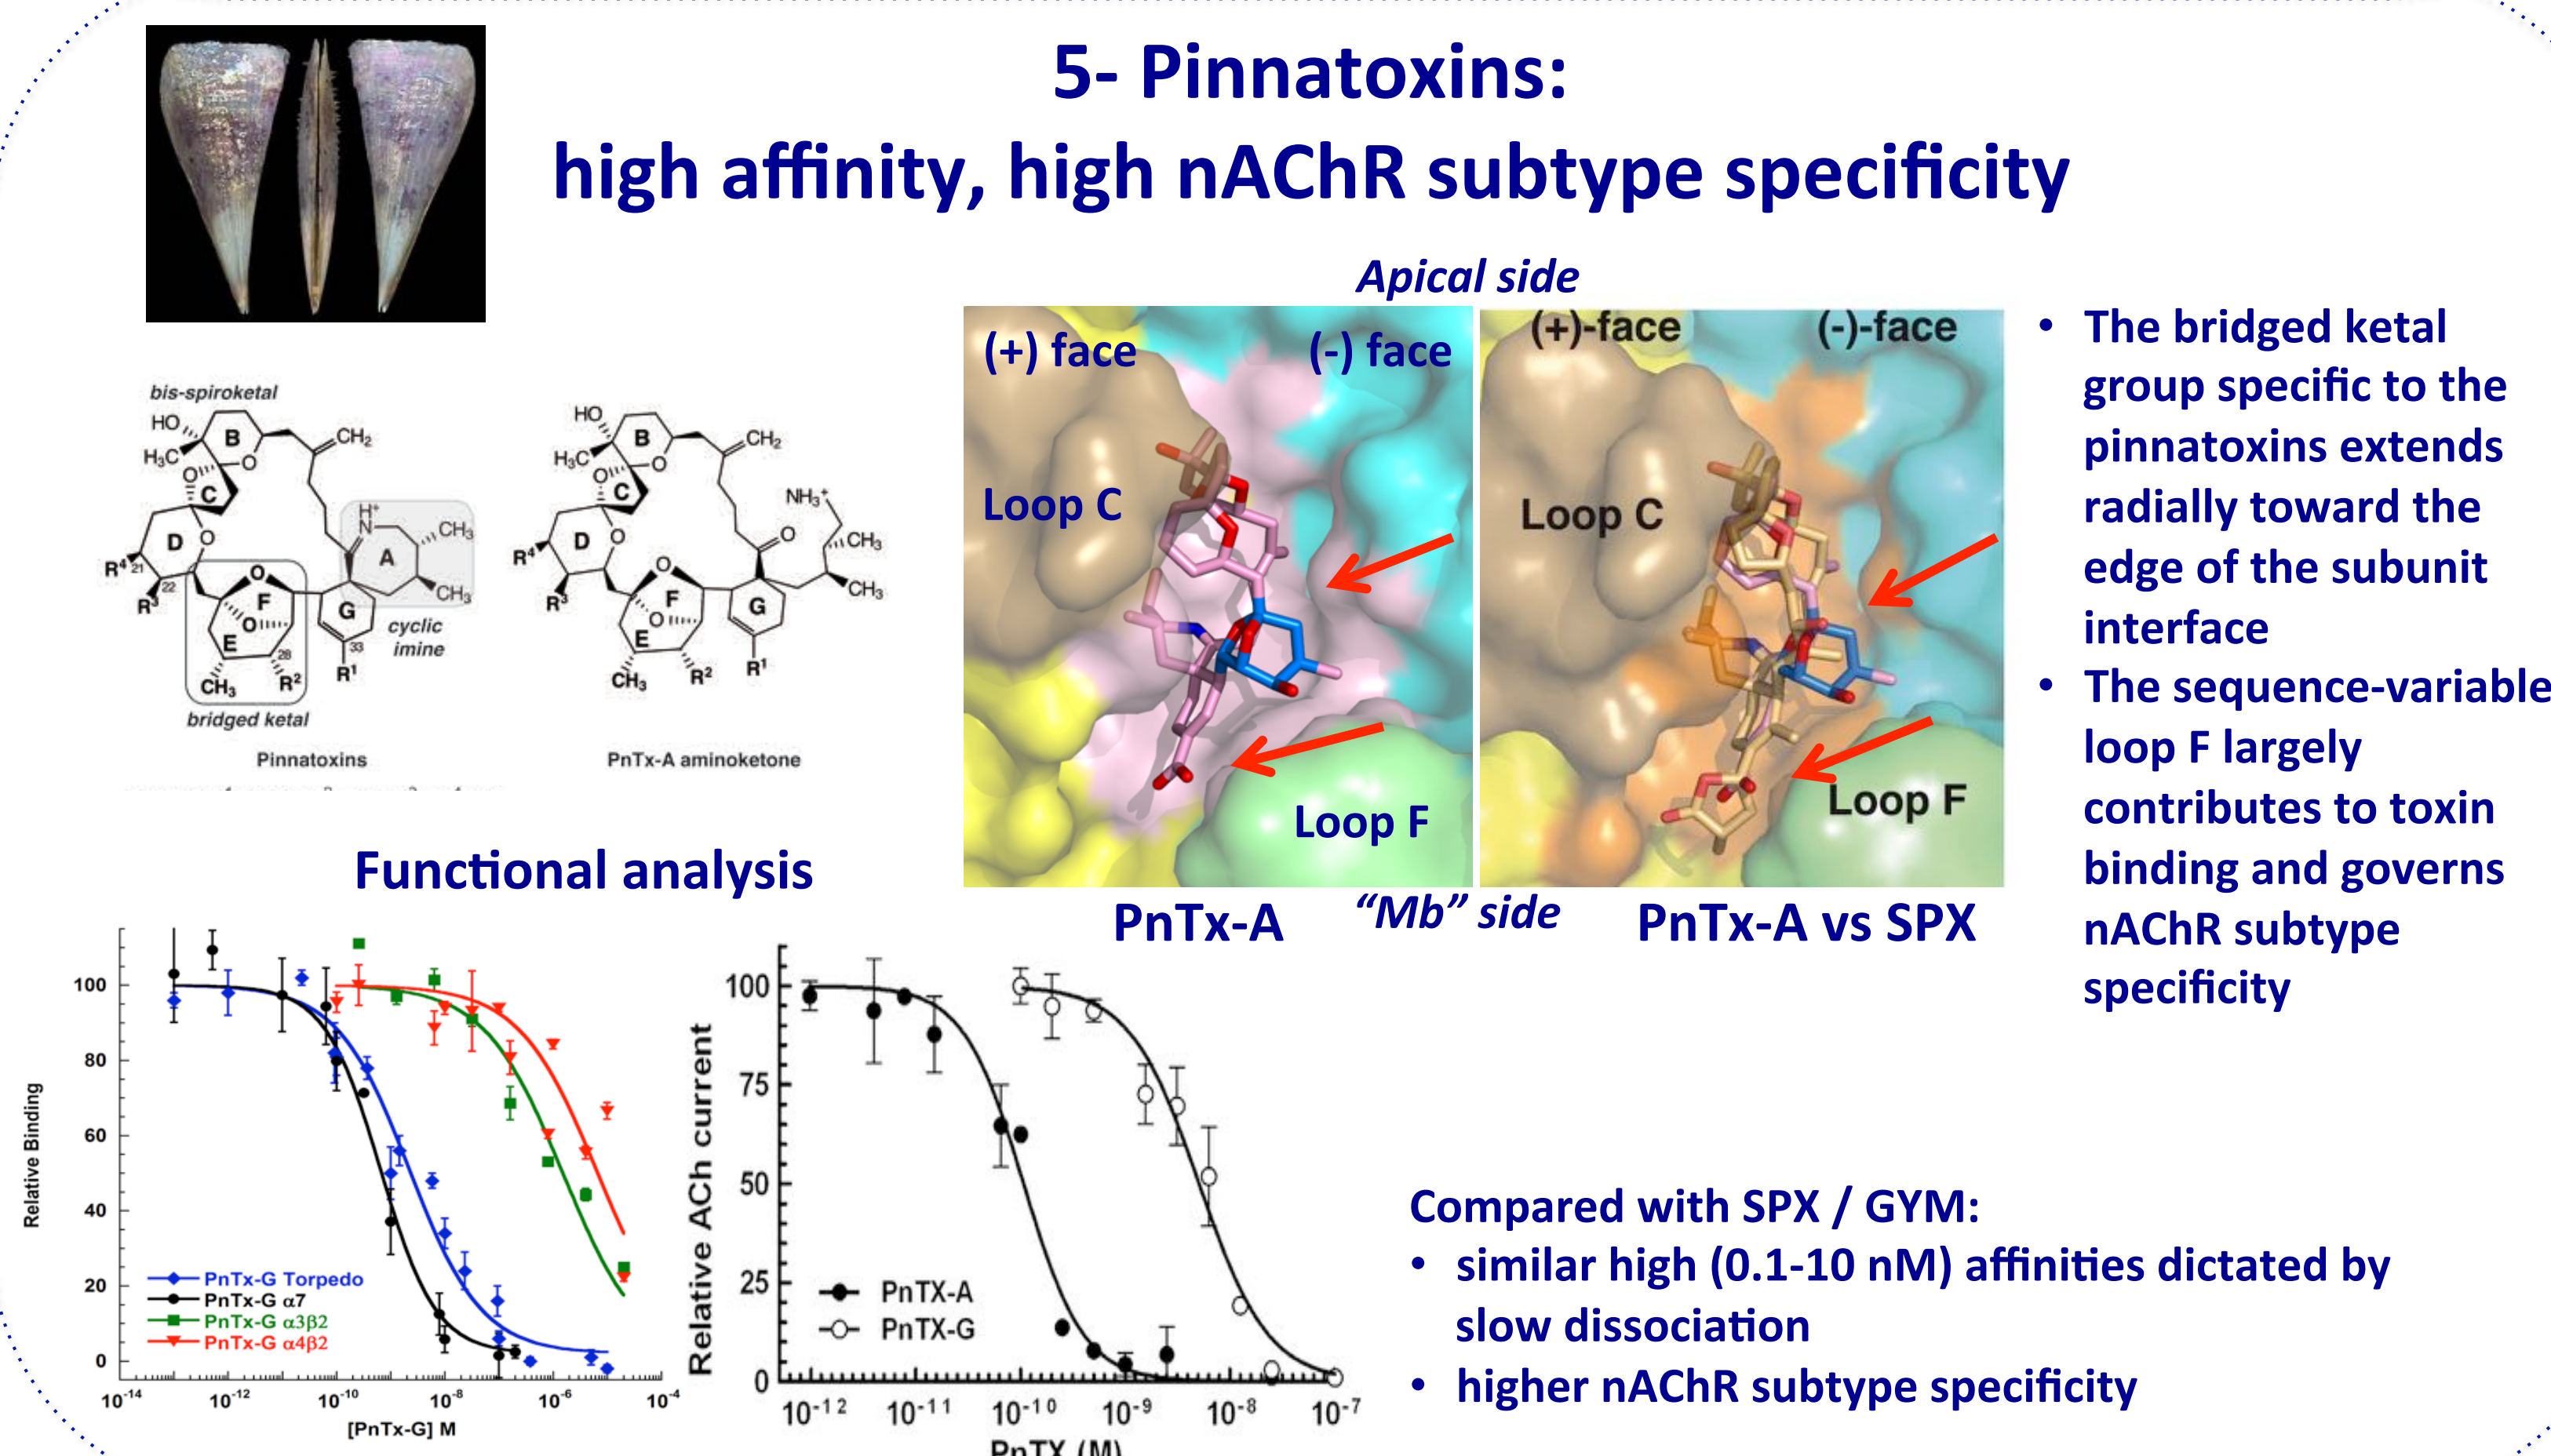 5- Pinnatoxins:
high affinity, high nAChR subtype specificity
bis-spiroketal
HO
B
CH₂
H₃C
O
O
C
D
O
R⁴
21
22
R³
O
F
O
E
28
CH₃
R²
bridged ketal
H⁺
N
A
CH₃
CH₃
G
33
R¹
cyclic
imine
Pinnatoxins
HO
B
CH₂
H₃C
O
O
C
NH₃⁺
D
O
O
CH₃
R⁴
R³
O
F
O
E
G
CH₃
CH₃
R²
R¹
PnTx-A aminoketone
Apical side
(+) face
(-) face
Loop C
Loop F
(+)-face
(-)-face
Loop C
Loop F
PnTx-A
“Mb” side
PnTx-A vs SPX
• The bridged ketal
group specific to the
pinnatoxins extends
radially toward the
edge of the subunit
interface
• The sequence-variable
loop F largely
contributes to toxin
binding and governs
nAChR subtype
specificity
Functional analysis
Relative Binding
100
80
60
40
20
0
PnTx-G Torpedo
PnTx-G α7
PnTx-G α3β2
PnTx-G α4β2
10⁻¹⁴
10⁻¹²
10⁻¹⁰
10⁻⁸
10⁻⁶
10⁻⁴
[PnTx-G] M
Relative ACh current
100
75
50
25
0
PnTX-A
PnTX-G
10⁻¹²
10⁻¹¹
10⁻¹⁰
10⁻⁹
10⁻⁸
10⁻⁷
PnTX (M)
Compared with SPX / GYM:
• similar high (0.1-10 nM) affinities dictated by
slow dissociation
• higher nAChR subtype specificity